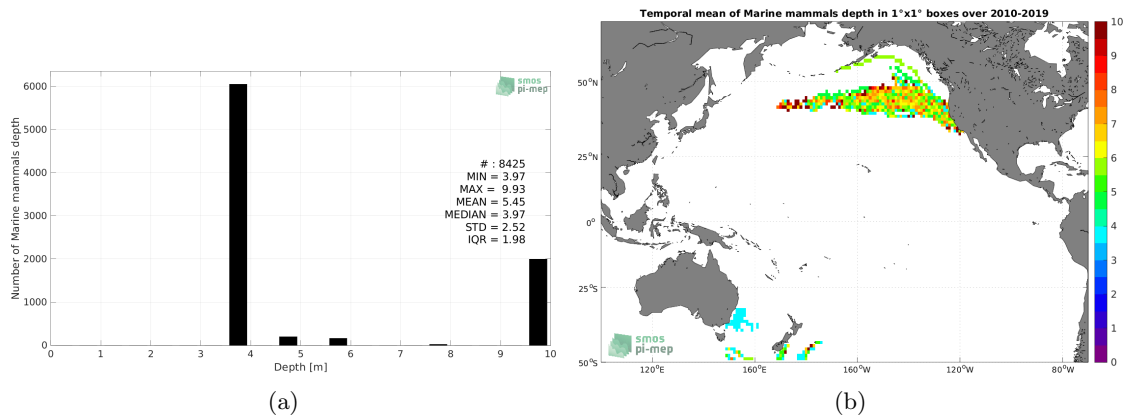 Temporal mean of Marine mammals depth in 1°x1° boxes over 2010-2019
Number of Marine mammals depth
6000
5000
4000
3000
2000
1000
0
smos
pi-mep
# : 8425
MIN = 3.97
MAX = 9.93
MEAN = 5.45
MEDIAN = 3.97
STD = 2.52
IQR = 1.98
0 1 2 3 4 5 6 7 8 9 10
Depth [m]
(a)
50°N
25°N
0°
25°S
50°S
smos
pi-mep
120°W 160°W 160°W 120°W 80°W
10
9
8
7
6
5
4
3
2
1
0
(b)